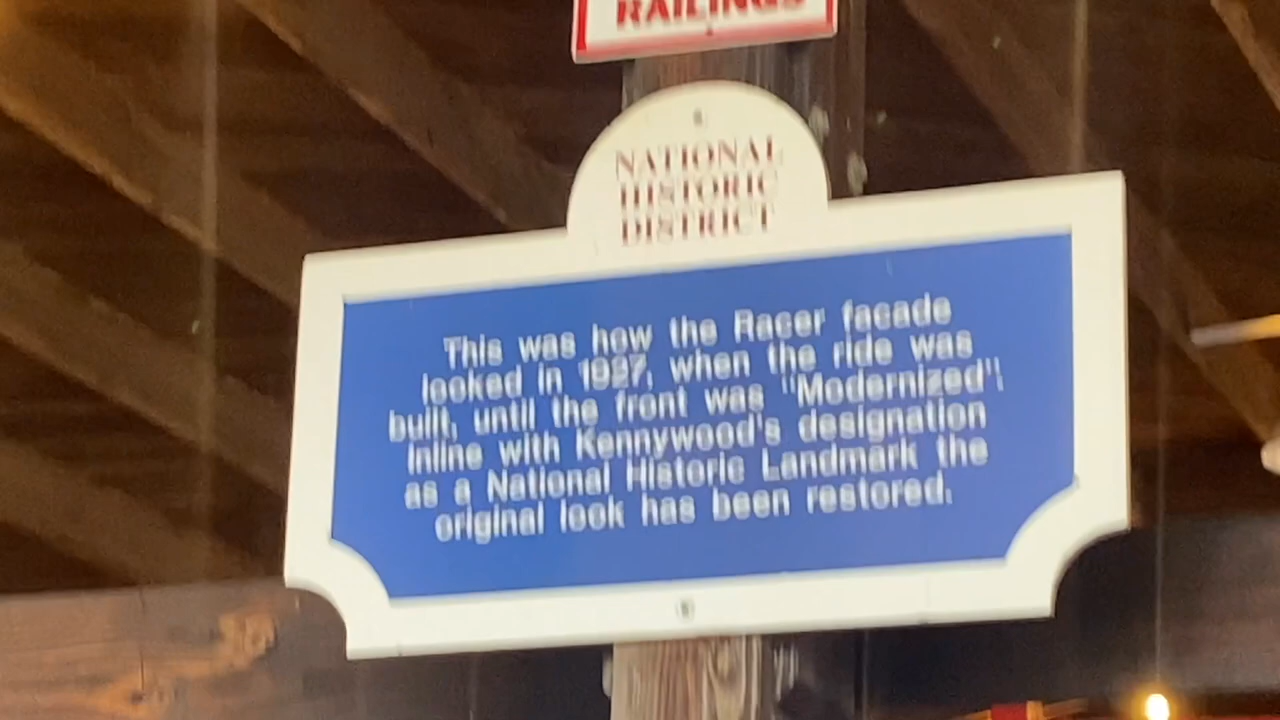 RAILINGS
NATIONAL
HISTORIC
DISTRICT
This was how the Racer facade
looked in 1927, when the ride was
built, until the front was "Modernized".
Inline with Kennywood's designation
as a National Historic Landmark the
original look has been restored.